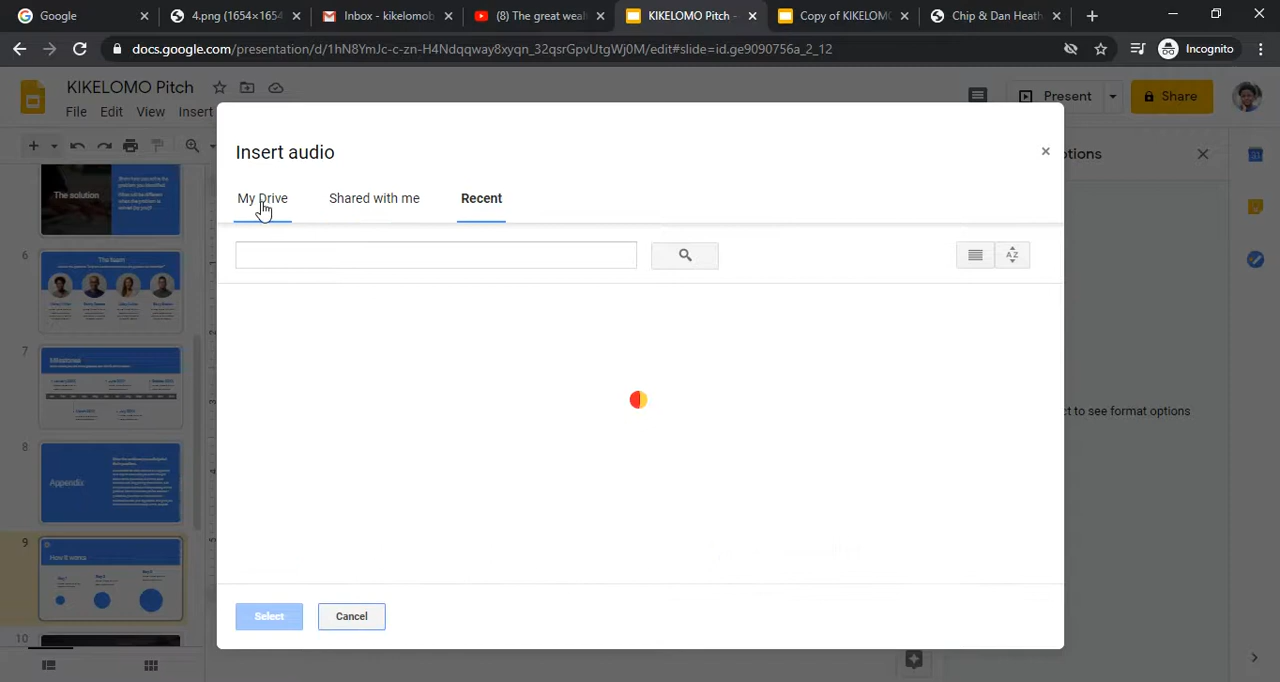 Google
4.png (1654×1654
Inbox - kikelomob
(8) The great weal
KIKELOMO Pitch -
Copy of KIKELOMO
Chip & Dan Heath
docs.google.com/presentation/d/1hN8YmJc-c-zn-H4Ndqqway8xyqn_32qsrGpvUtgWj0M/edit#slide=id.ge9090756a_2_12
Incognito
KIKELOMO Pitch
File Edit View Insert
Present
Share
Insert audio
My Drive Shared with me Recent
ptions
ct to see format options
Select
Cancel
The solution
6
The team
7
Milestones
8
Appendix
9
How it works
10